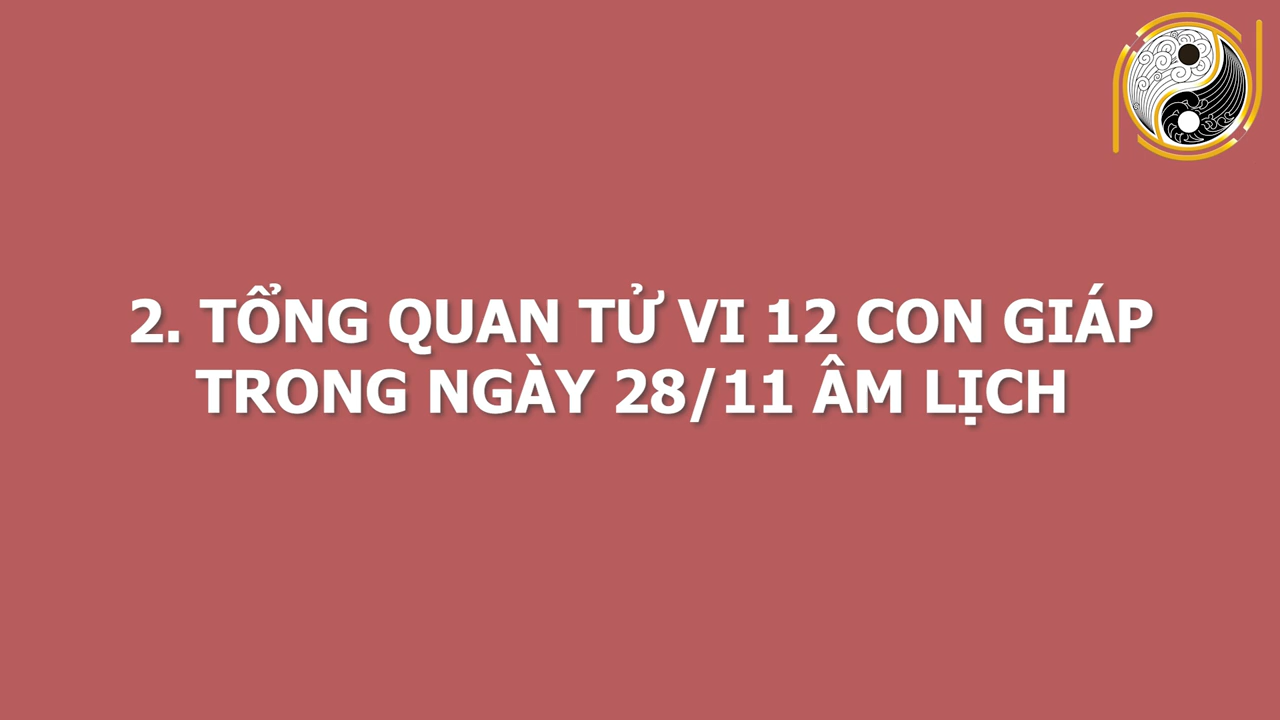 2. TỔNG QUAN TỬ VI 12 CON GIÁP
TRONG NGÀY 28/11 ÂM LỊCH